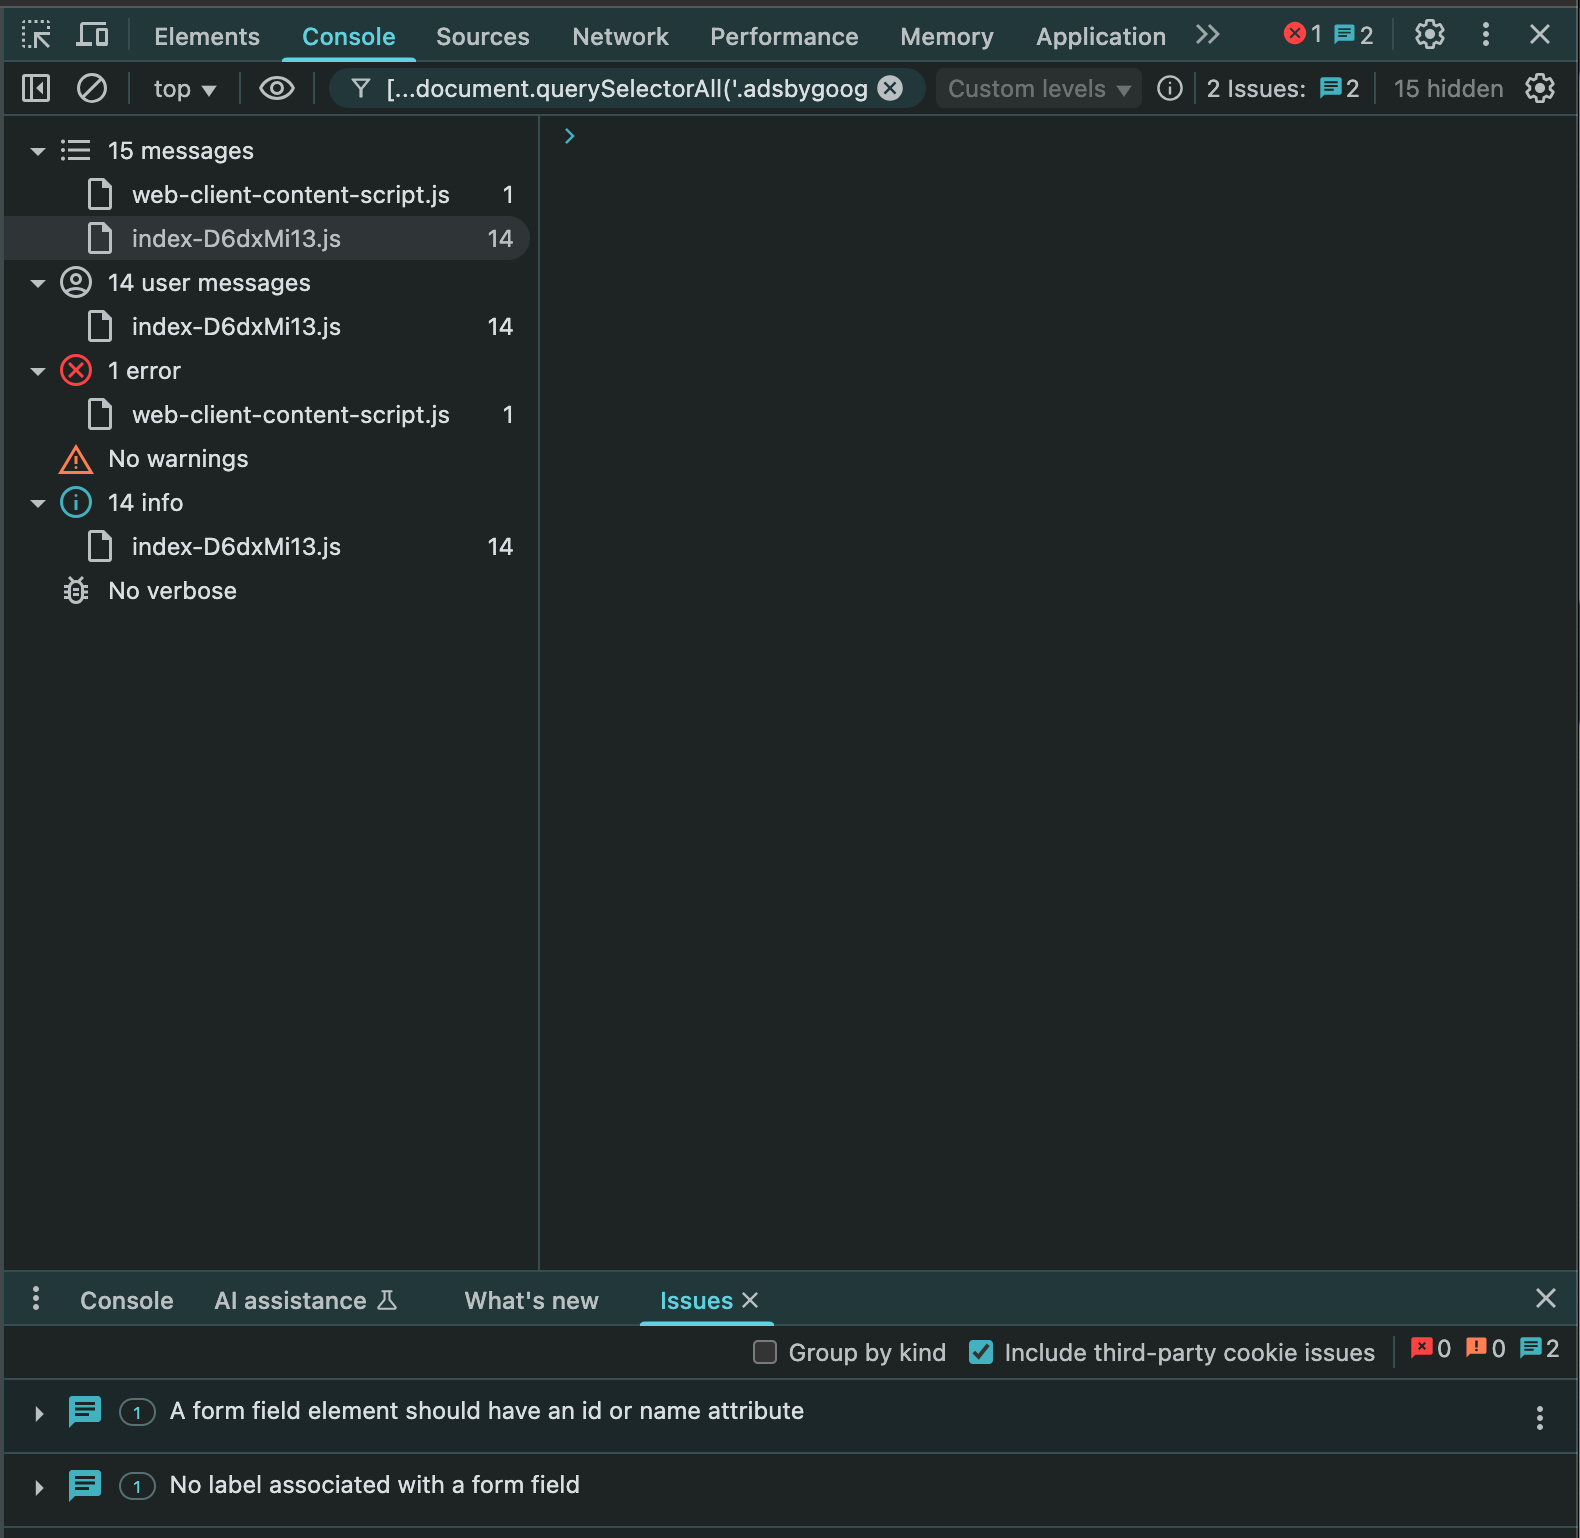 Elements Console Sources Network Performance Memory Application 1 2
top [...document.querySelectorAll('.adsbygoog Custom levels 2 Issues: 2 15 hidden
15 messages
web-client-content-script.js 1
index-D6dxMi13.js 14
14 user messages
index-D6dxMi13.js 14
1 error
web-client-content-script.js 1
No warnings
14 info
index-D6dxMi13.js 14
No verbose
Console AI assistance What's new Issues
Group by kind Include third-party cookie issues 0 0 2
1 A form field element should have an id or name attribute
1 No label associated with a form field